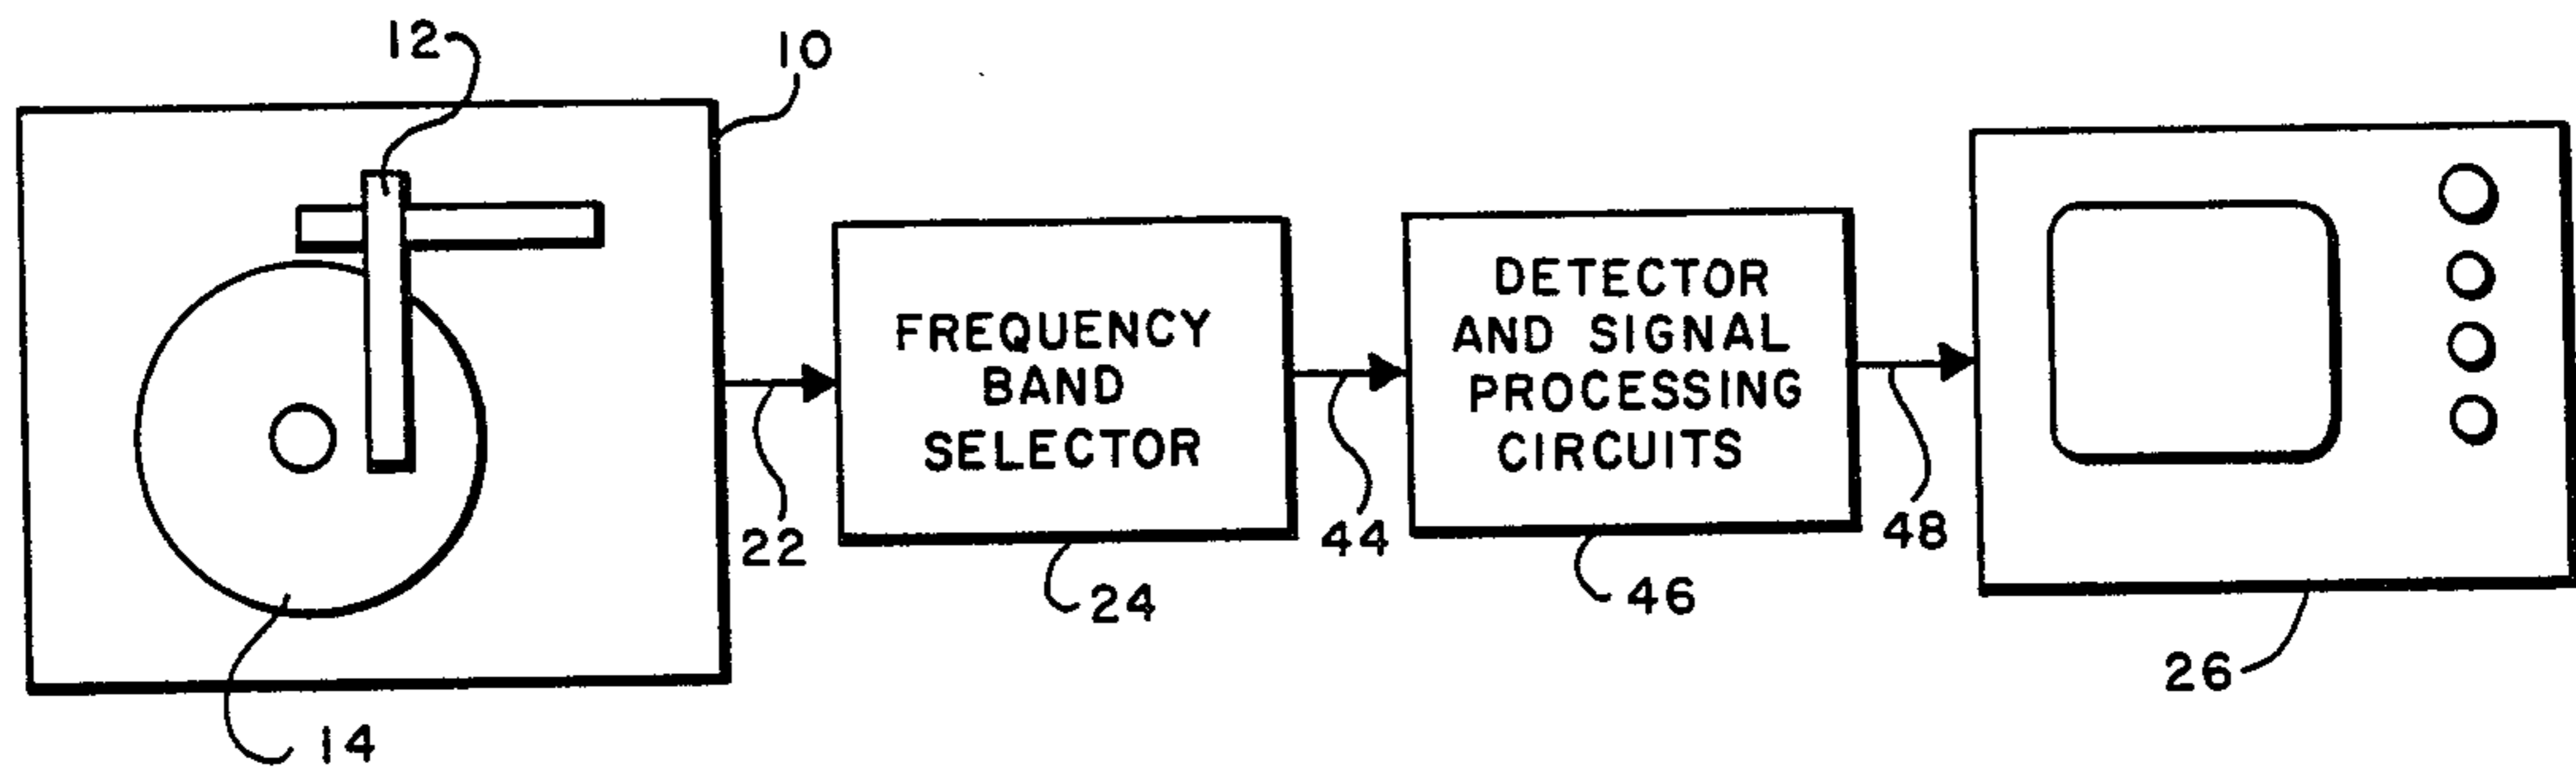 12
10
FREQUENCY
BAND
SELECTOR
DETECTOR
AND SIGNAL
PROCESSING
CIRCUITS
22
44
48
24
46
26
14